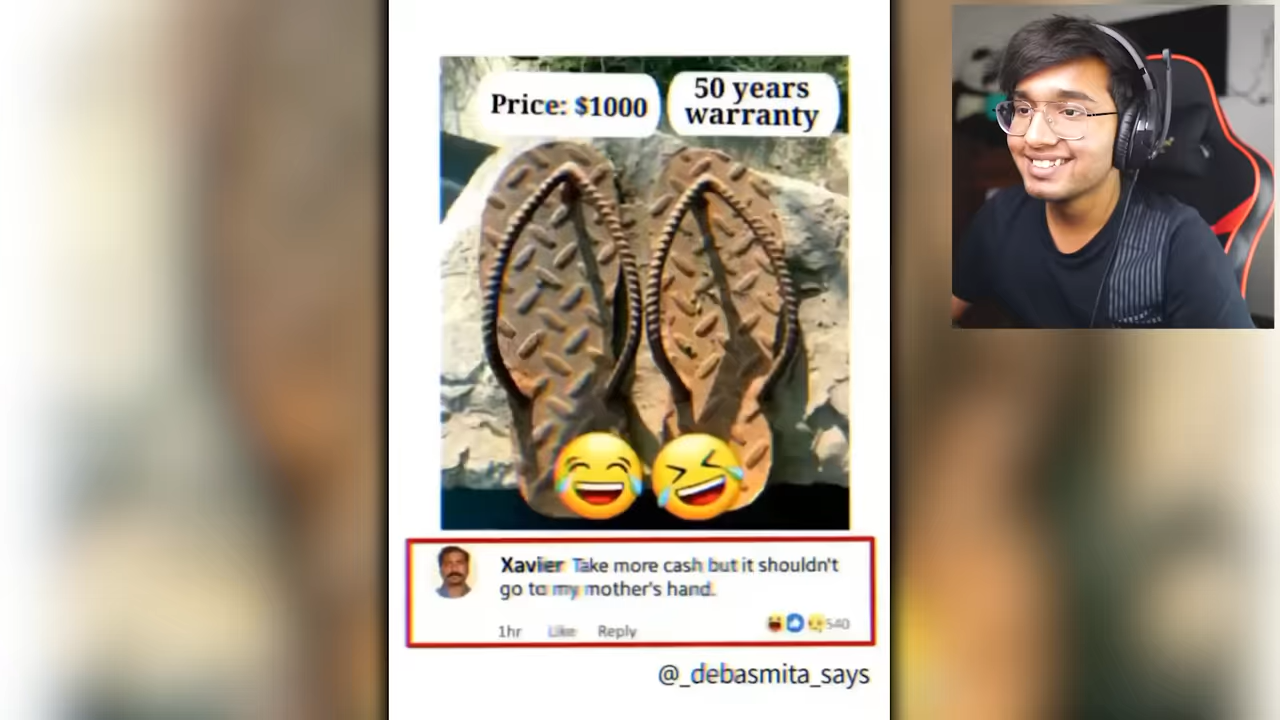 Price: $1000
50 years
warranty
Xavier Take more cash but it shouldn't
go to my mother's hand.
1hr Like Reply
540
@_debasmita_says